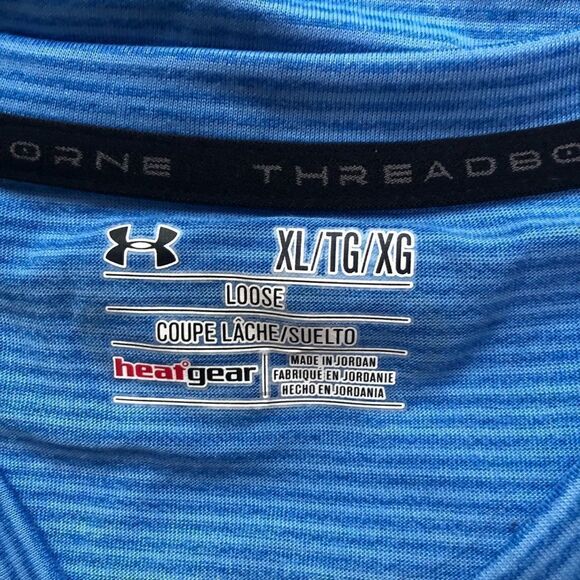 ORNE THREADBO
XL/TG/XG
LOOSE
COUPE LÂCHE/SUELTO
heatgear
MADE IN JORDAN
FABRIQUÉ EN JORDANIE
HECHO EN JORDANIA